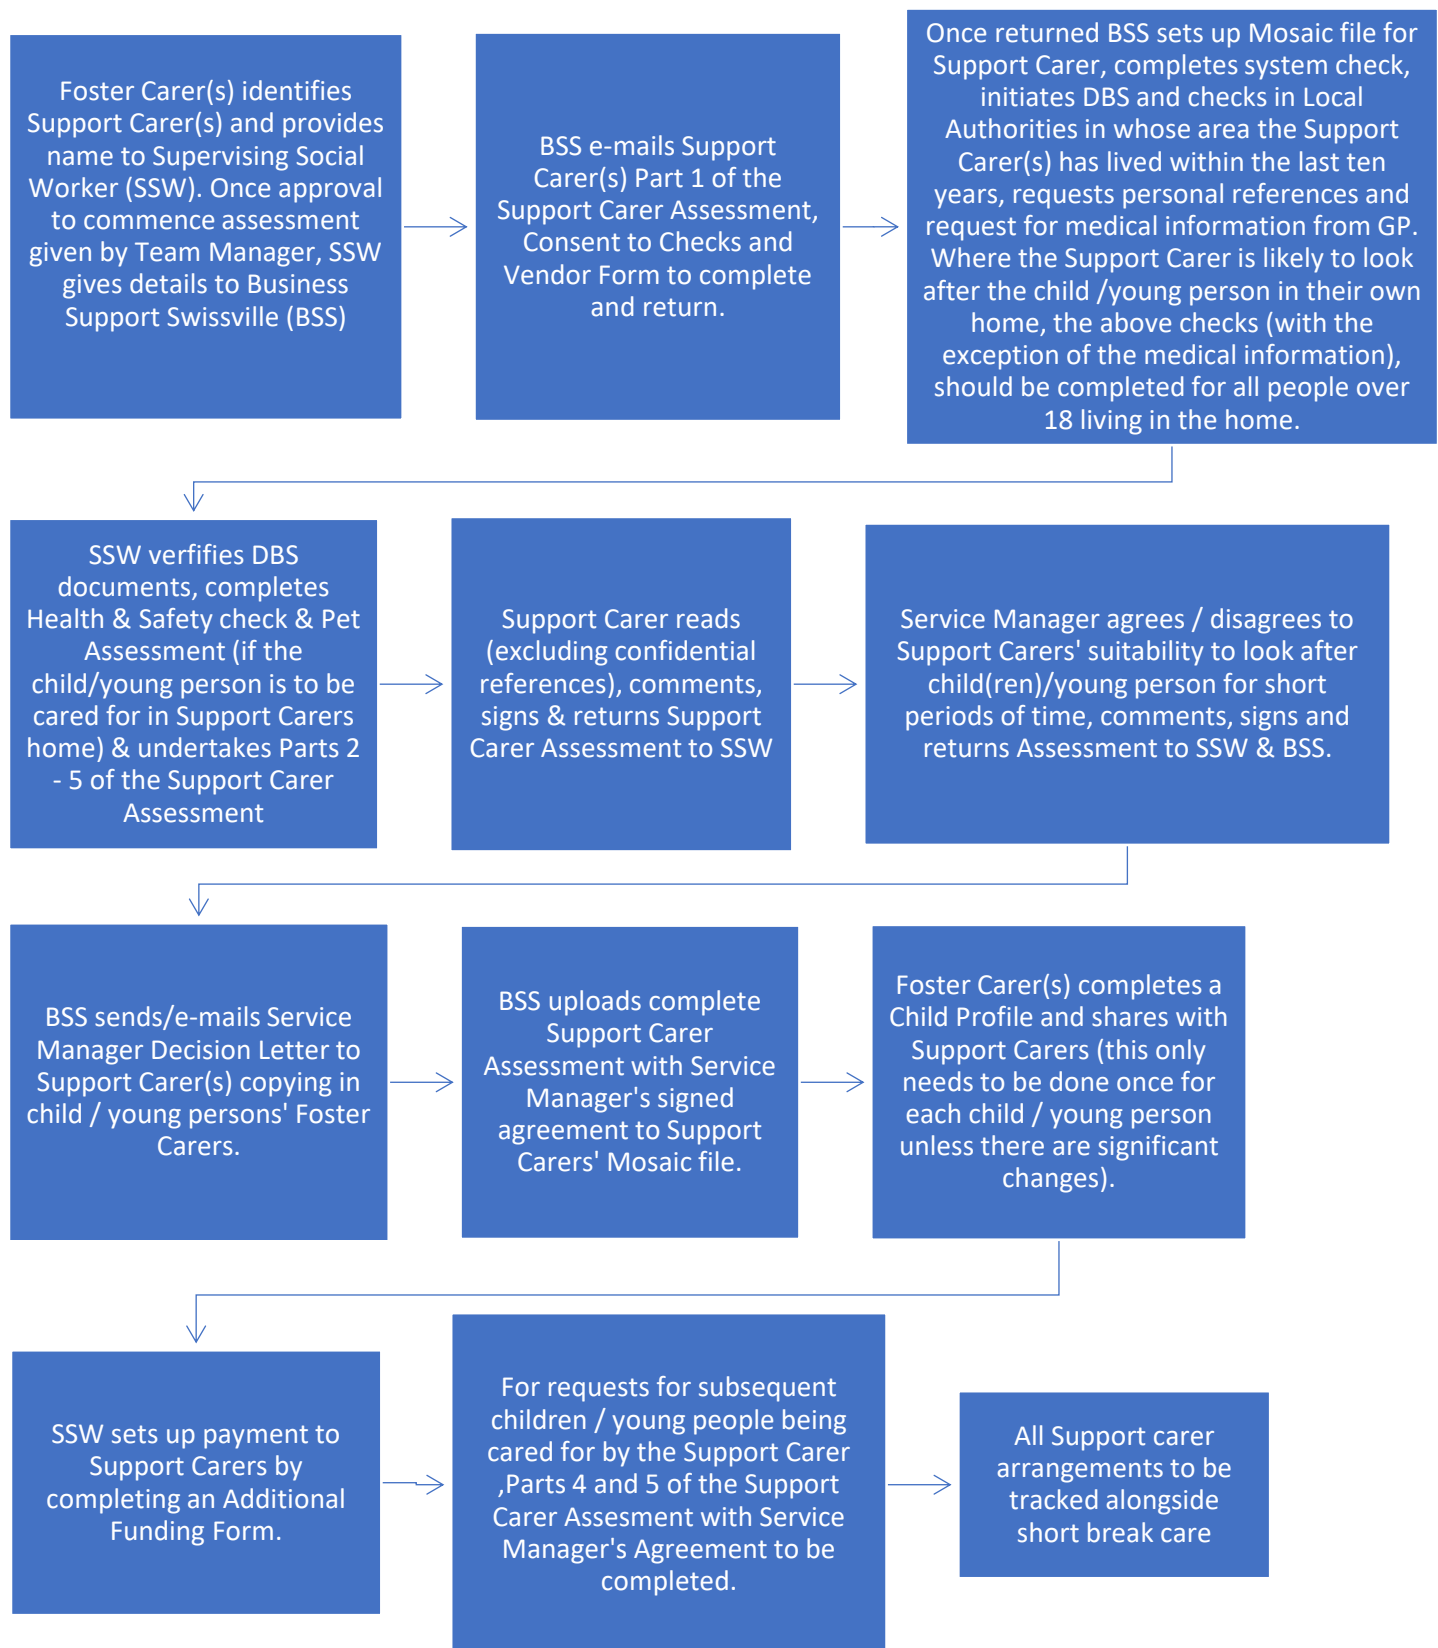 Foster Carer(s) identifies
Support Carer(s) and provides
name to Supervising Social
Worker (SSW). Once approval
to commence assessment
given by Team Manager, SSW
gives details to Business
Support Swissville (BSS)
BSS e-mails Support
Carer(s) Part 1 of the
Support Carer Assessment,
Consent to Checks and
Vendor Form to complete
and return.
Once returned BSS sets up Mosaic file for
Support Carer, completes system check,
initiates DBS and checks in Local
Authorities in whose area the Support
Carer(s) has lived within the last ten
years, requests personal references and
request for medical information from GP.
Where the Support Carer is likely to look
after the child /young person in their own
home, the above checks (with the
exception of the medical information),
should be completed for all people over
18 living in the home.
SSW verfifies DBS
documents, completes
Health & Safety check & Pet
Assessment (if the
child/young person is to be
cared for in Support Carers
home) & undertakes Parts 2
- 5 of the Support Carer
Assessment
Support Carer reads
(excluding confidential
references), comments,
signs & returns Support
Carer Assessment to SSW
Service Manager agrees / disagrees to
Support Carers' suitability to look after
child(ren)/young person for short
periods of time, comments, signs and
returns Assessment to SSW & BSS.
BSS sends/e-mails Service
Manager Decision Letter to
Support Carer(s) copying in
child / young persons' Foster
Carers.
BSS uploads complete
Support Carer
Assessment with Service
Manager's signed
agreement to Support
Carers' Mosaic file.
Foster Carer(s) completes a
Child Profile and shares with
Support Carers (this only
needs to be done once for
each child / young person
unless there are significant
changes).
SSW sets up payment to
Support Carers by
completing an Additional
Funding Form.
For requests for subsequent
children / young people being
cared for by the Support Carer
,Parts 4 and 5 of the Support
Carer Assesment with Service
Manager's Agreement to be
completed.
All Support carer
arrangements to be
tracked alongside
short break care